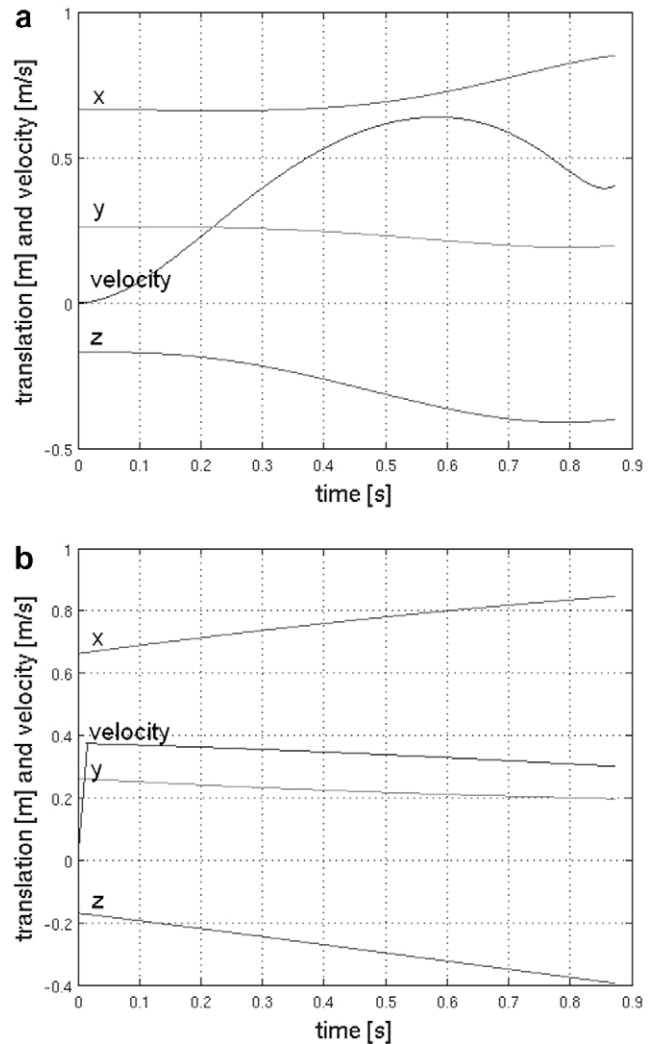 a
translation [m] and velocity [m/s]
1
0.5
0
-0.5
x
y
velocity
z
0 0.1 0.2 0.3 0.4 0.5 0.6 0.7 0.8 0.9
time [s]
b
translation [m] and velocity [m/s]
1
0.8
0.6
0.4
0.2
0
-0.2
-0.4
x
velocity
y
z
0 0.1 0.2 0.3 0.4 0.5 0.6 0.7 0.8 0.9
time [s]